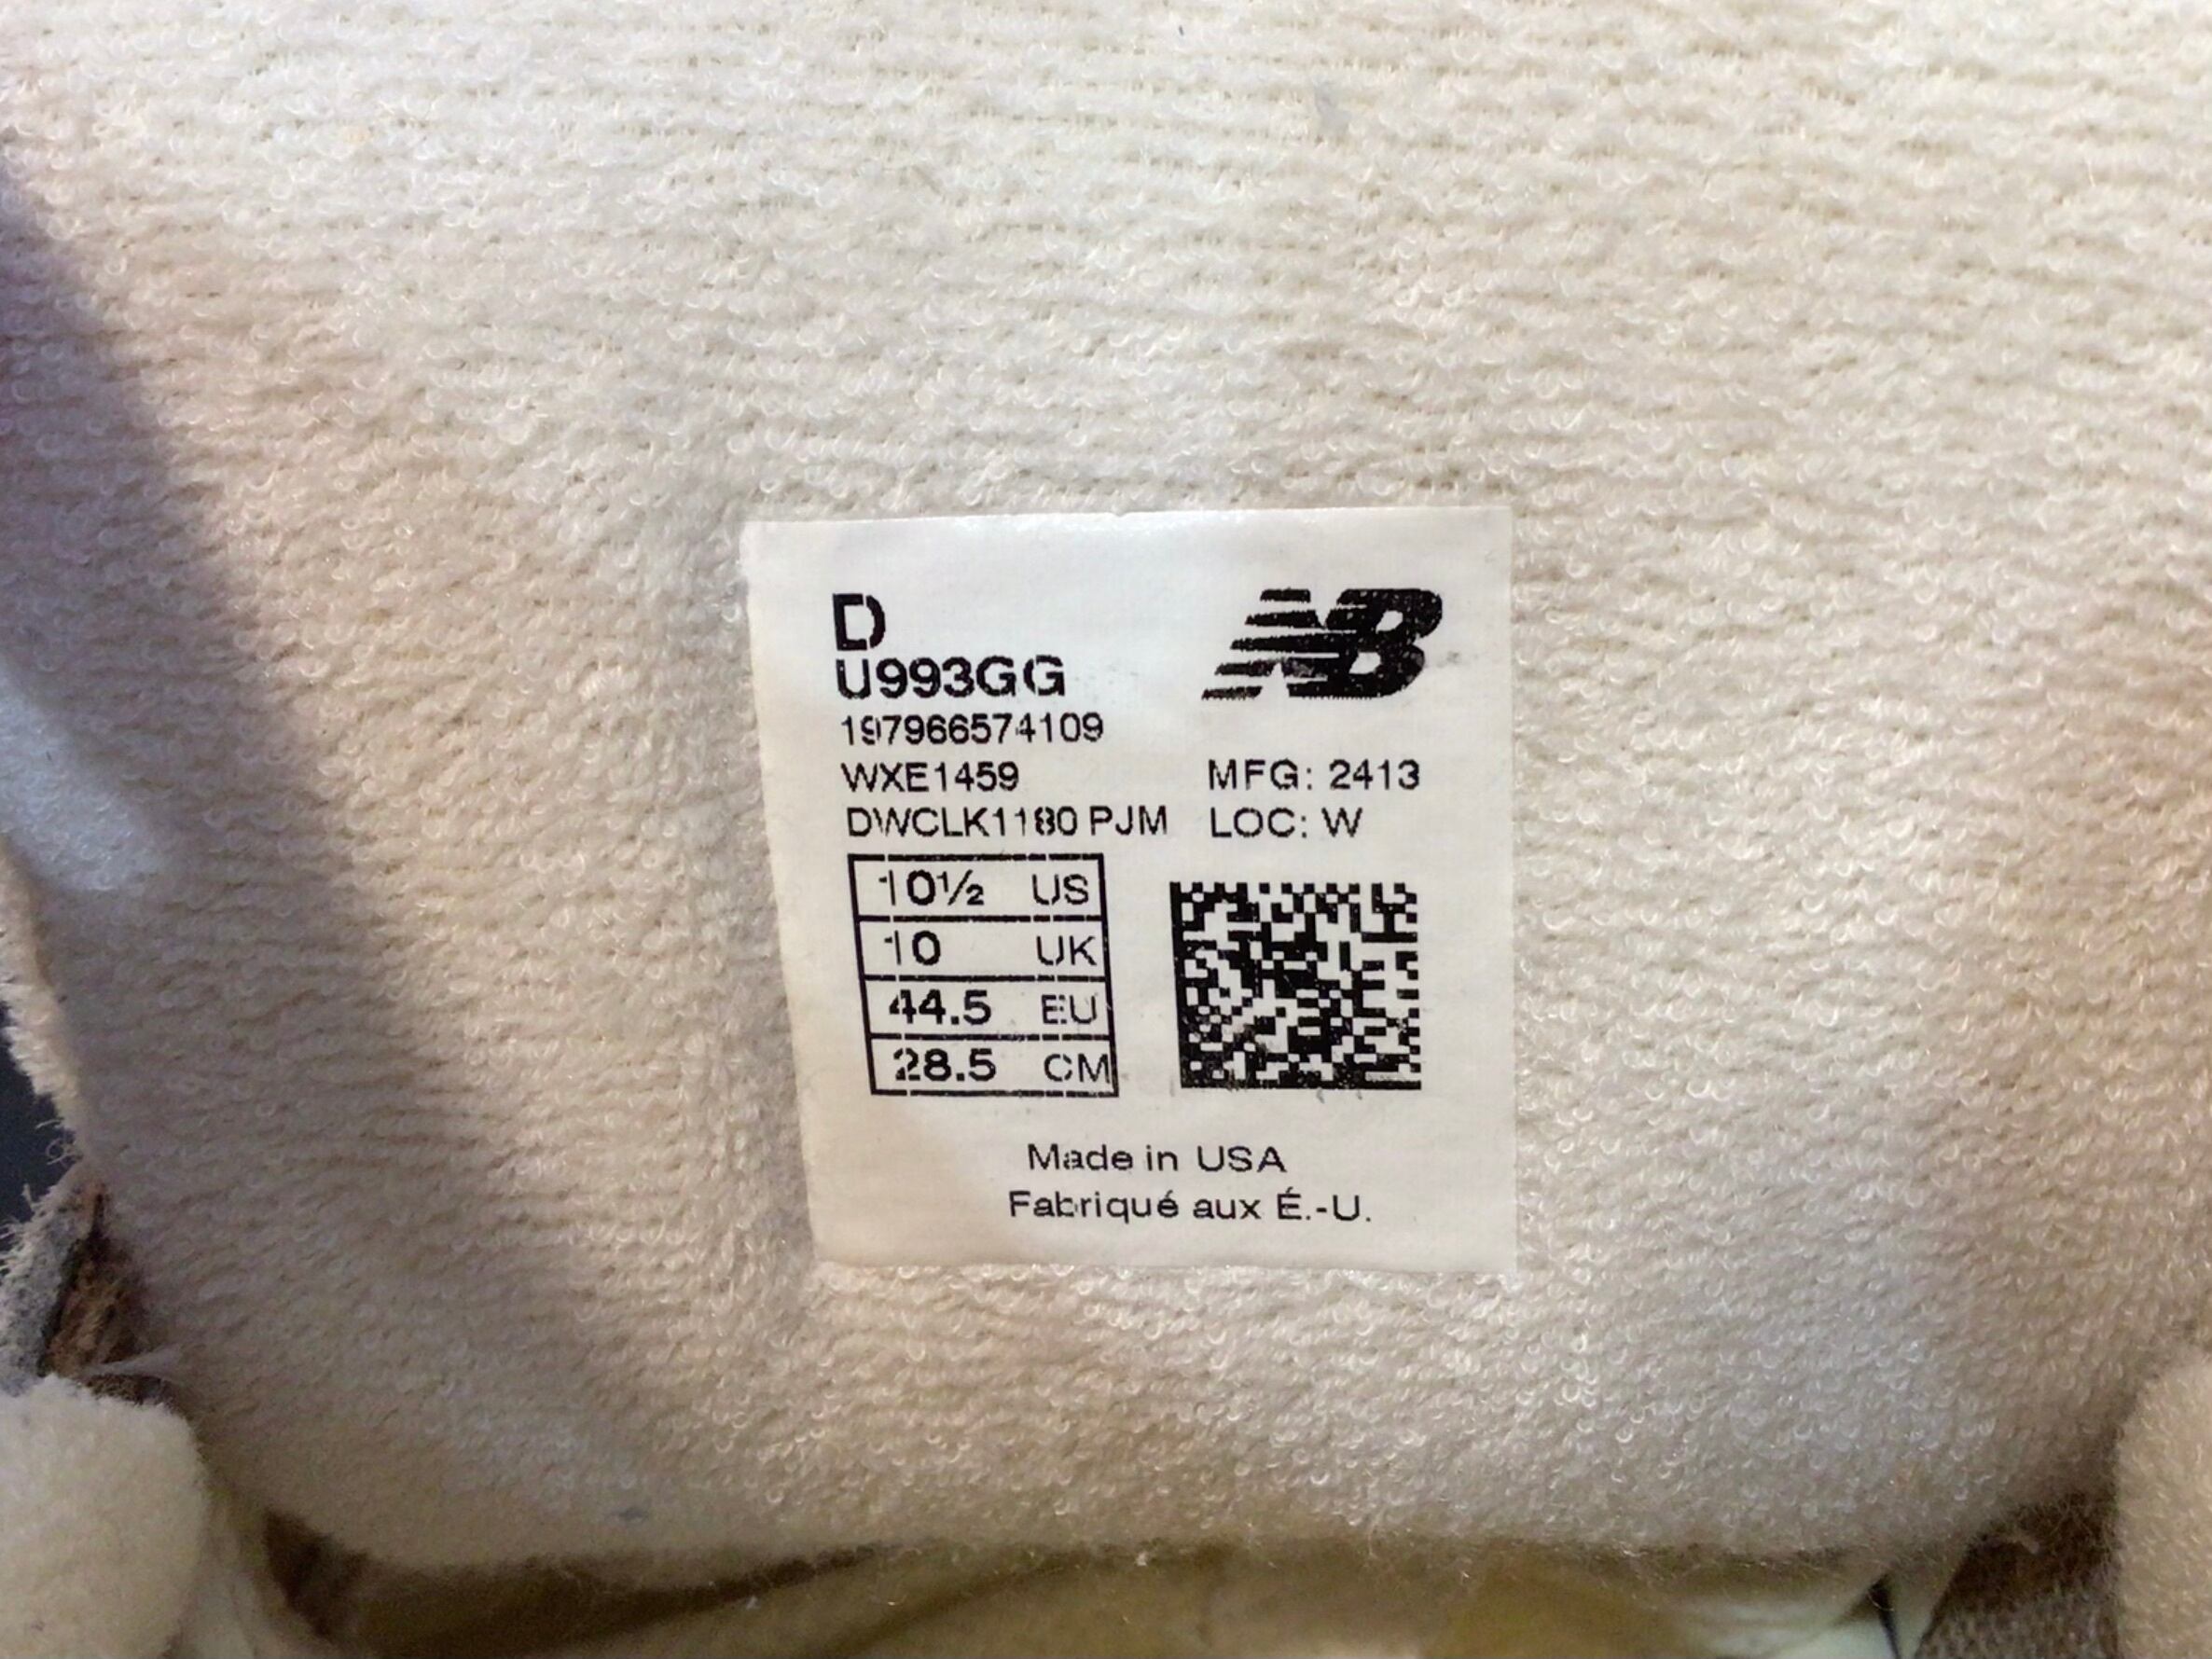 D
NB
U993GG
197966574109
WXE1459
MFG: 2413
DWCLK1180 PJM
LOC: W
10½ US
10 UK
44.5 EU
28.5 CM
Made in USA
Fabriqué aux É.-U.